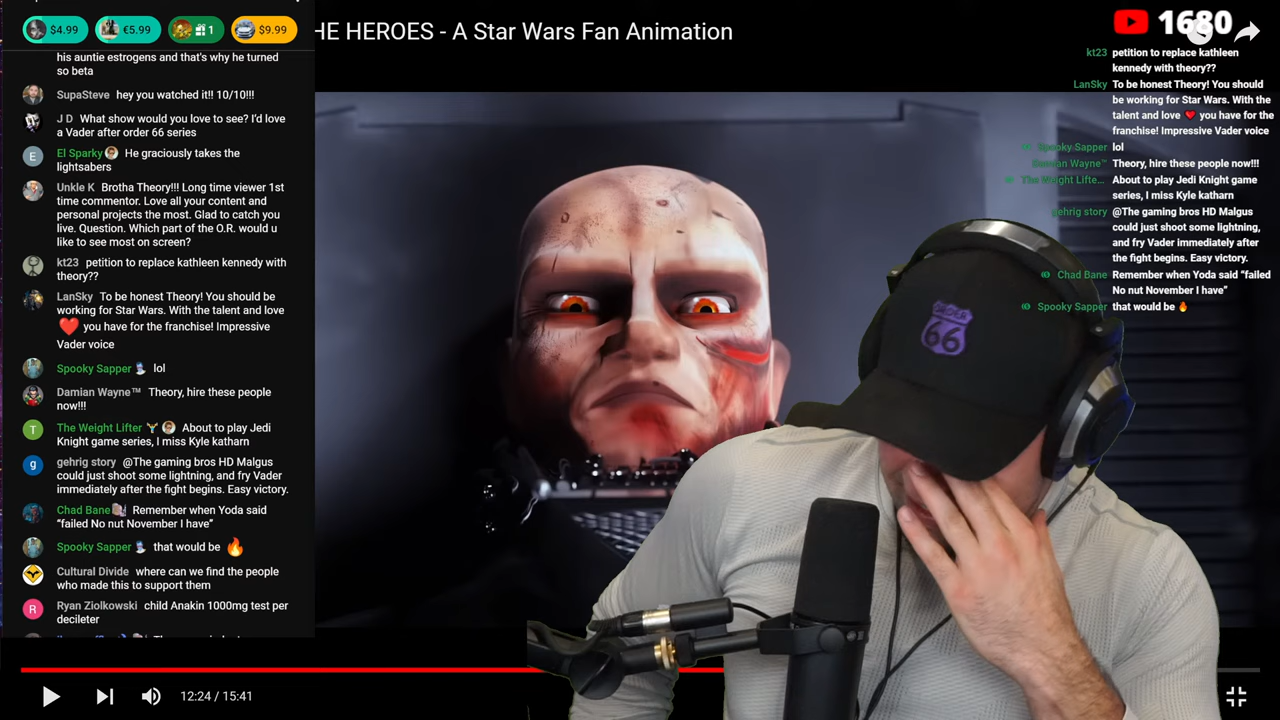 $4.99
€5.99
1
$9.99
HE HEROES - A Star Wars Fan Animation
1680
his auntie estrogens and that's why he turned
so beta
SupaSteve hey you watched it!! 10/10!!!
J D What show would you love to see? I'd love
a Vader after order 66 series
El Sparky He graciously takes the
lightsabers
Unkle K Brotha Theory!!! Long time viewer 1st
time commentor. Love all your content and
personal projects the most. Glad to catch you
live. Question. Which part of the O.R. would u
like to see most on screen?
kt23 petition to replace kathleen kennedy with
theory??
LanSky To be honest Theory! You should be
working for Star Wars. With the talent and love
❤️ you have for the franchise! Impressive
Vader voice
Spooky Sapper lol
Damian Wayne™ Theory, hire these people
now!!!
The Weight Lifter About to play Jedi
Knight game series, I miss Kyle katharn
gehrig story @The gaming bros HD Malgus
could just shoot some lightning, and fry Vader
immediately after the fight begins. Easy victory.
Chad Bane Remember when Yoda said
“failed No nut November I have”
Spooky Sapper that would be 🔥
Cultural Divide where can we find the people
who made this to support them
Ryan Ziolkowski child Anakin 1000mg test per
decileter
kt23 petition to replace kathleen
kennedy with theory??
LanSky To be honest Theory! You should
be working for Star Wars. With the
talent and love ❤️ you have for the
franchise! Impressive Vader voice
Spooky Sapper lol
Damian Wayne™ Theory, hire these people now!!!
The Weight Lifte... About to play Jedi Knight game
series, I miss Kyle katharn
gehrig story @The gaming bros HD Malgus
could just shoot some lightning,
and fry Vader immediately after
the fight begins. Easy victory.
Chad Bane Remember when Yoda said “failed
No nut November I have”
Spooky Sapper that would be 🔥
ORDER
66
12:24 / 15:41